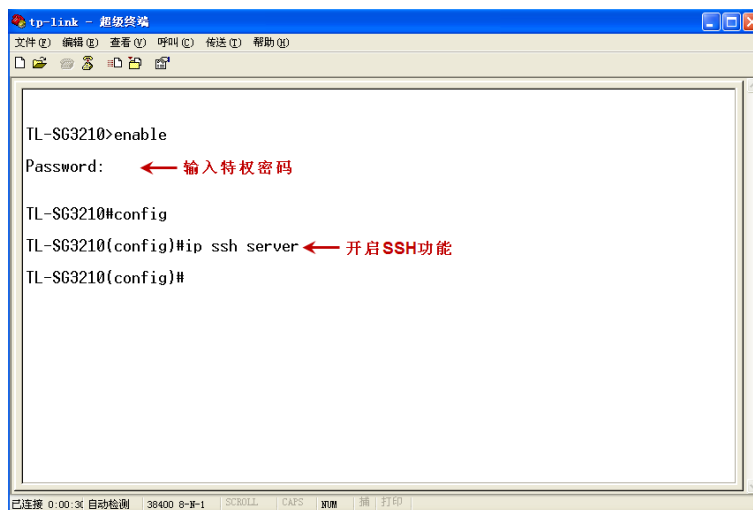 tp-link - 超级终端
文件(F) 编辑(E) 查看(V) 呼叫(C) 传送(T) 帮助(H)
TL-SG3210>enable
Password: 输入特权密码
TL-SG3210#config
TL-SG3210(config)#ip ssh server 开启SSH功能
TL-SG3210(config)#
已连接 0:00:3 自动检测 38400 8-N-1 SCROLL CAPS NUM 捕 打印